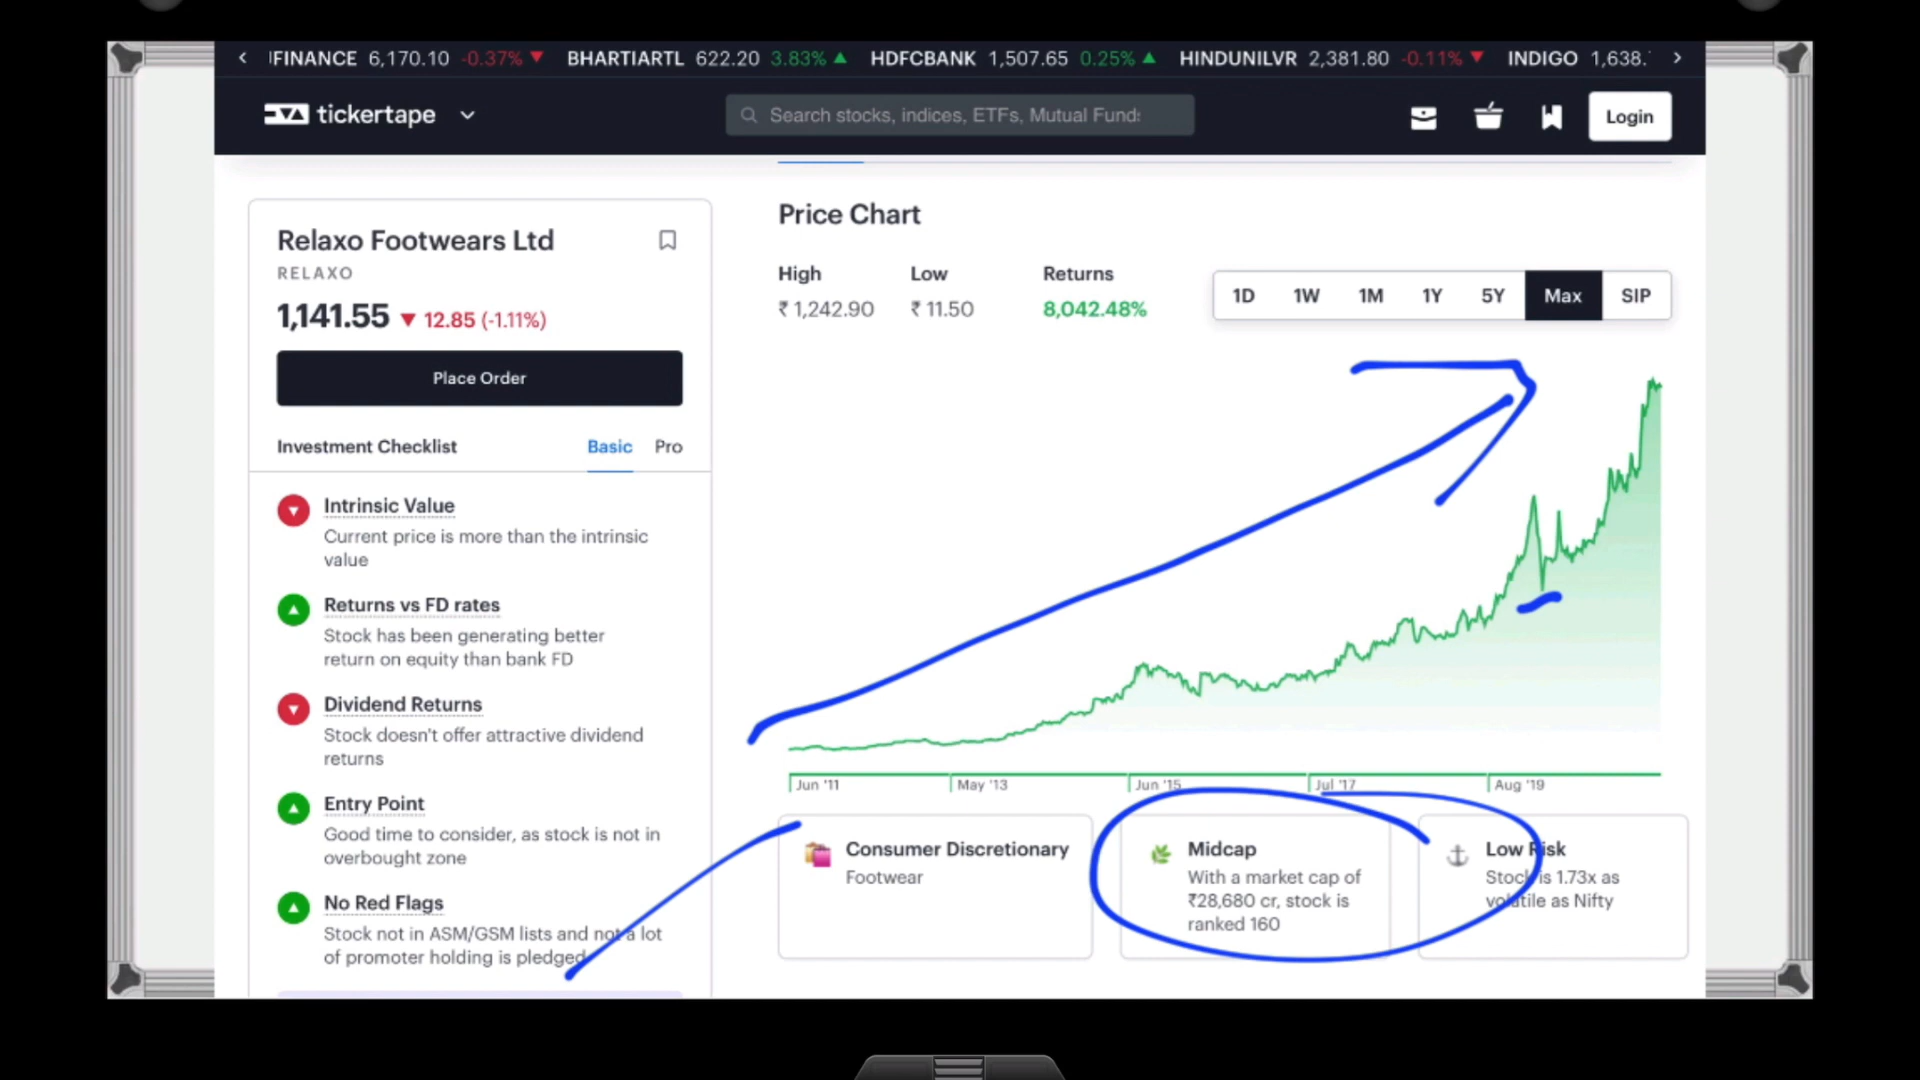 FINANCE 6,170.10 -0.37% BHARTIARTL 622.20 3.83% HDFCBANK 1,507.65 0.25% HINDUNILVR 2,381.80 -0.11% INDIGO 1,638.
tickertape
Search stocks, indices, ETFs, Mutual Fund
Login
Relaxo Footwears Ltd
RELAXO
1,141.55 12.85 (-1.11%)
Place Order
Investment Checklist Basic Pro
Intrinsic Value
Current price is more than the intrinsic
value
Returns vs FD rates
Stock has been generating better
return on equity than bank FD
Dividend Returns
Stock doesn't offer attractive dividend
returns
Entry Point
Good time to consider, as stock is not in
overbought zone
No Red Flags
Stock not in ASM/GSM lists and not a lot
of promoter holding is pledged
Price Chart
High Low Returns
₹ 1,242.90 ₹ 11.50 8,042.48%
1D 1W 1M 1Y 5Y Max SIP
Jun '11 May '13 Jun '15 Jul '17 Aug '19
Consumer Discretionary
Footwear
Midcap
With a market cap of
₹28,680 cr, stock is
ranked 160
Low Risk
Stock is 1.73x as
volatile as Nifty